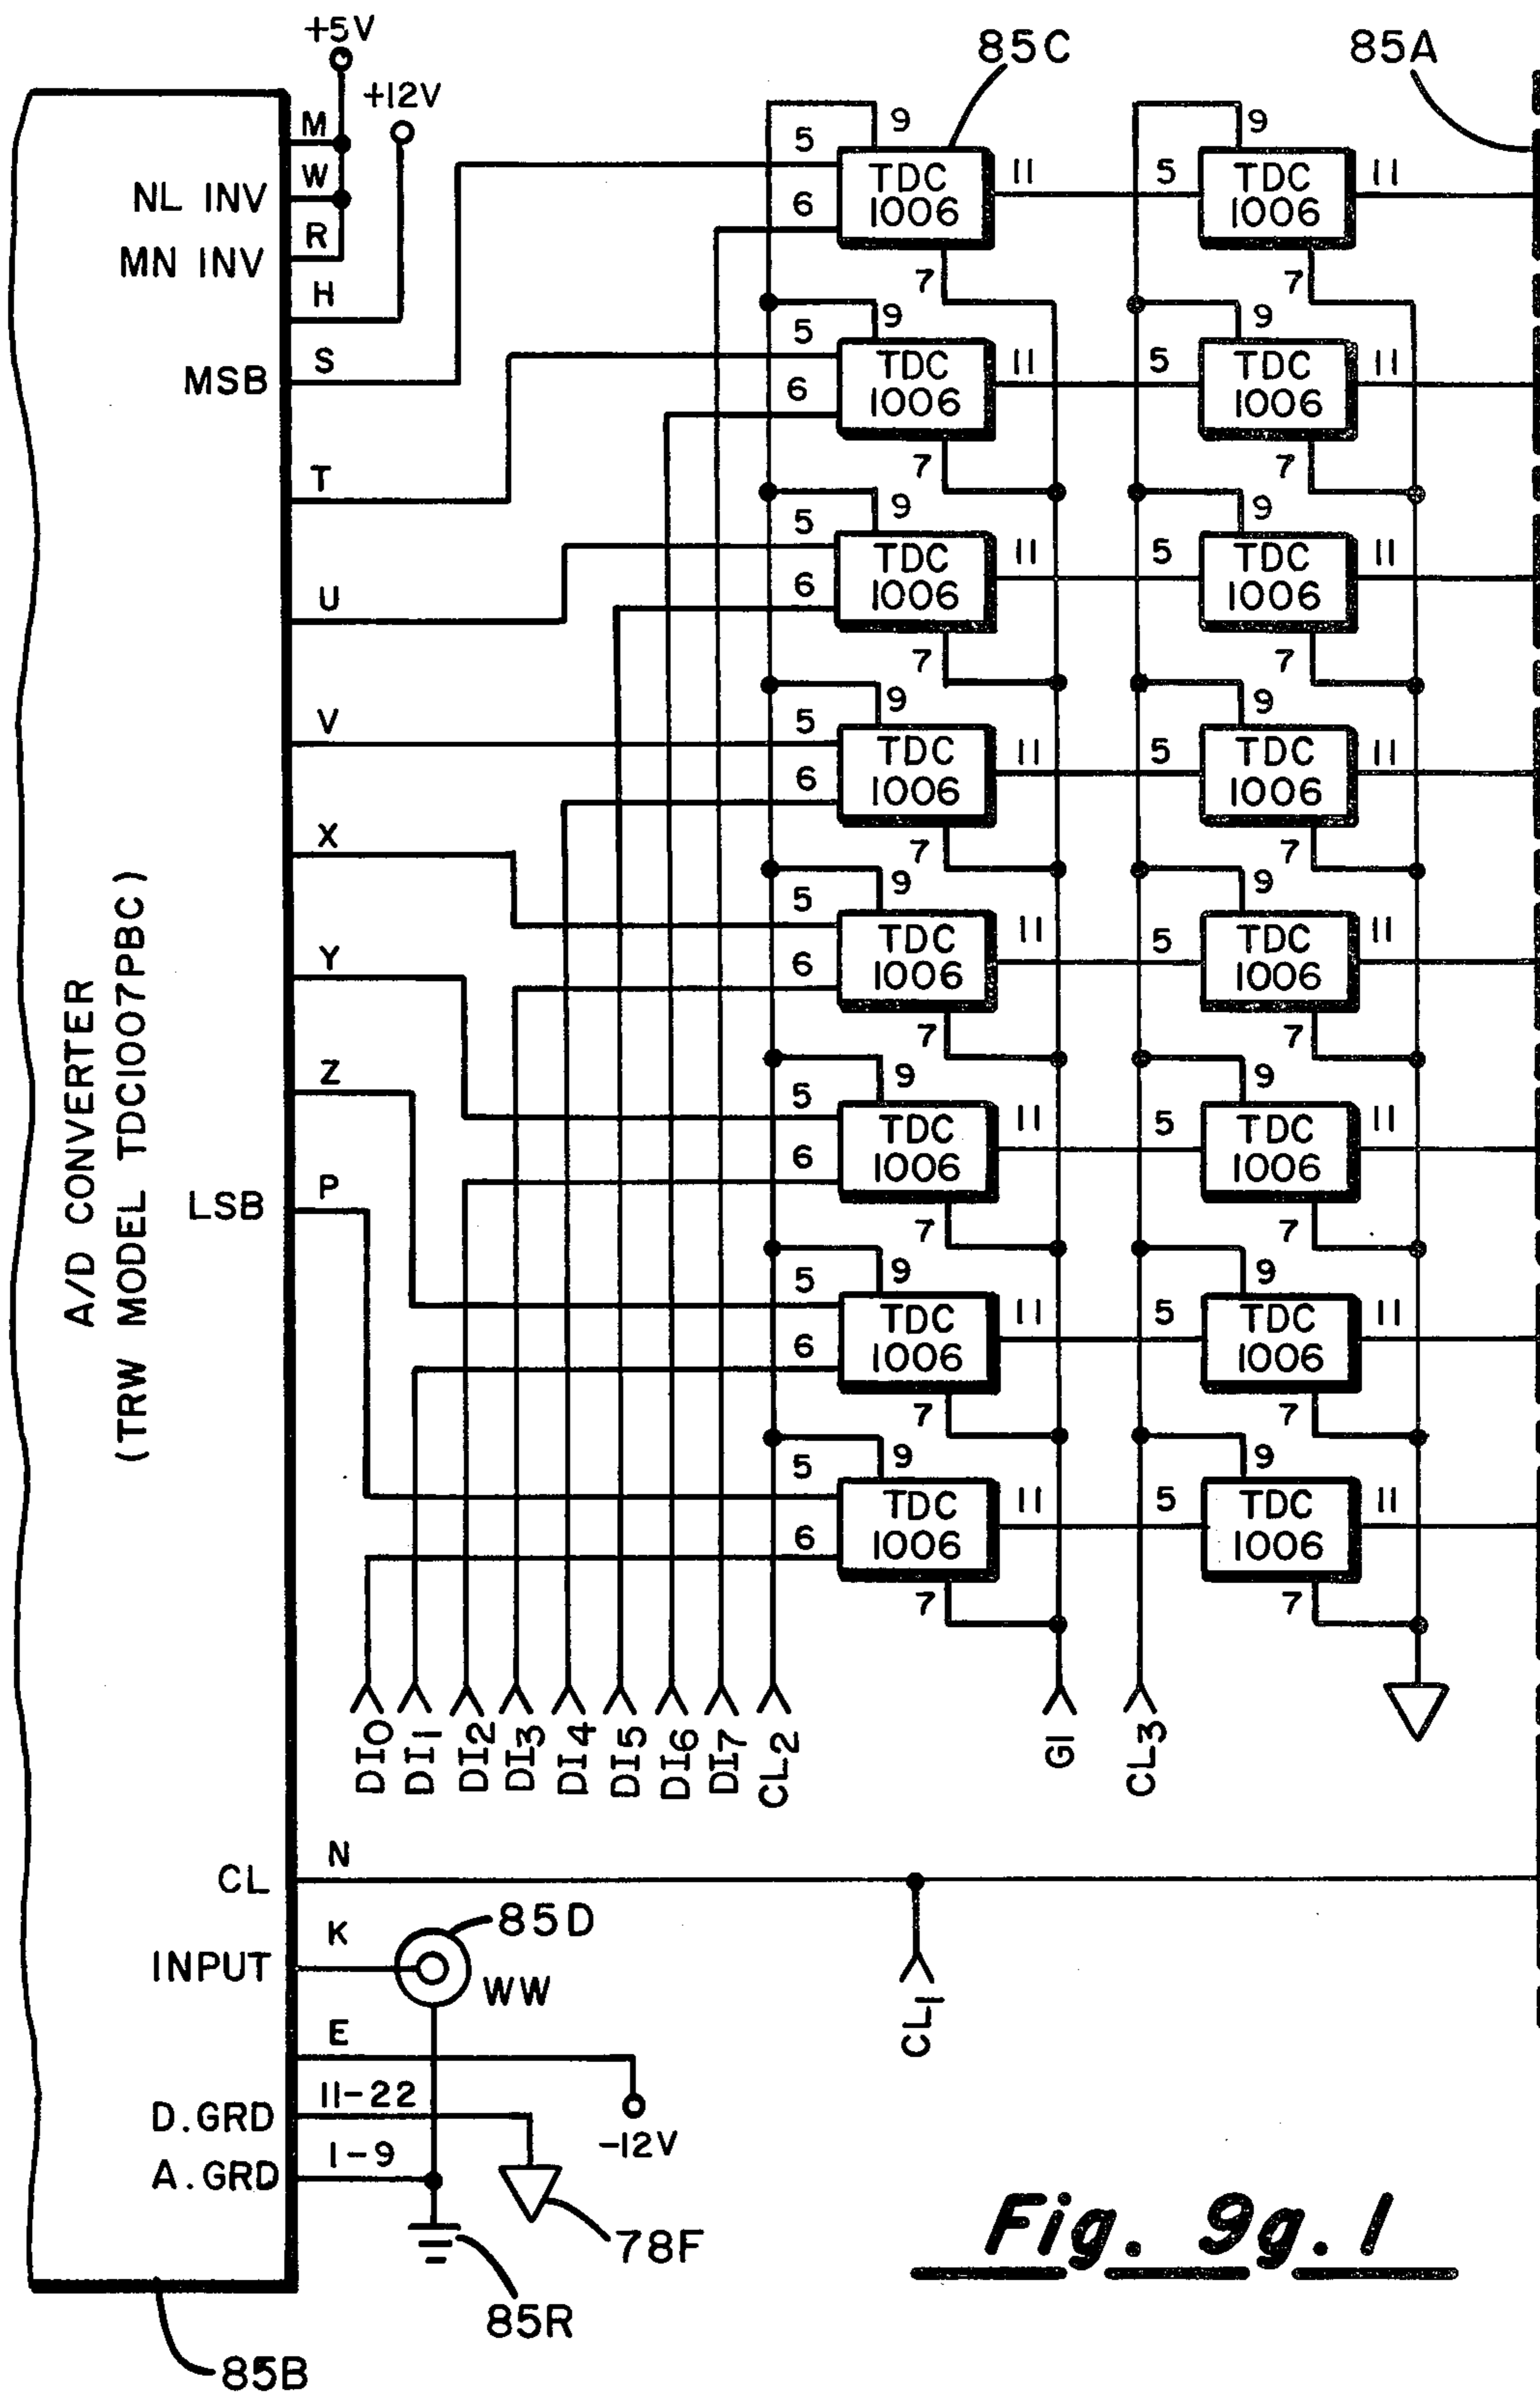 +5V
85C
85A
+12V
M
W
NL INV
R
MN INV
H
S
MSB
T
U
V
X
Y
Z
P
LSB
A/D CONVERTER
(TRW MODEL TDC1007PBC)
9 9
5 TDC 11 5 TDC 11
6 1006 1006
7 7
9 9
5 TDC 11 5 TDC 11
6 1006 1006
7 7
9 9
5 TDC 11 5 TDC 11
6 1006 1006
7 7
9 9
5 TDC 11 5 TDC 11
6 1006 1006
7 7
9 9
5 TDC 11 5 TDC 11
6 1006 1006
7 7
9 9
5 TDC 11 5 TDC 11
6 1006 1006
7 7
9 9
5 TDC 11 5 TDC 11
6 1006 1006
7 7
9 9
5 TDC 11 5 TDC 11
6 1006 1006
7 7
DI0
DI1
DI2
DI3
DI4
DI5
DI6
DI7
CL2
G1
CL3
N
CL
CL1
K
85D
INPUT
WW
E
11-22
D.GRD
-12V
1-9
A.GRD
78F
85R
85B
Fig. 9g.1